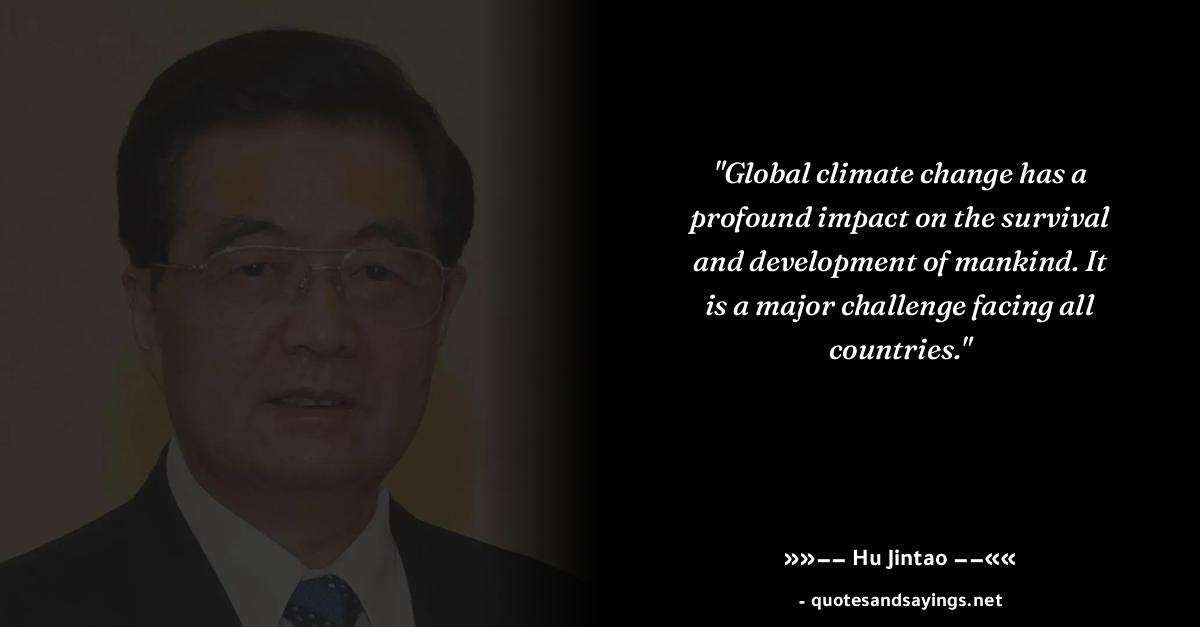 "Global climate change has a
profound impact on the survival
and development of mankind. It
is a major challenge facing all
countries."
»»−− Hu Jintao −−««
- quotesandsayings.net